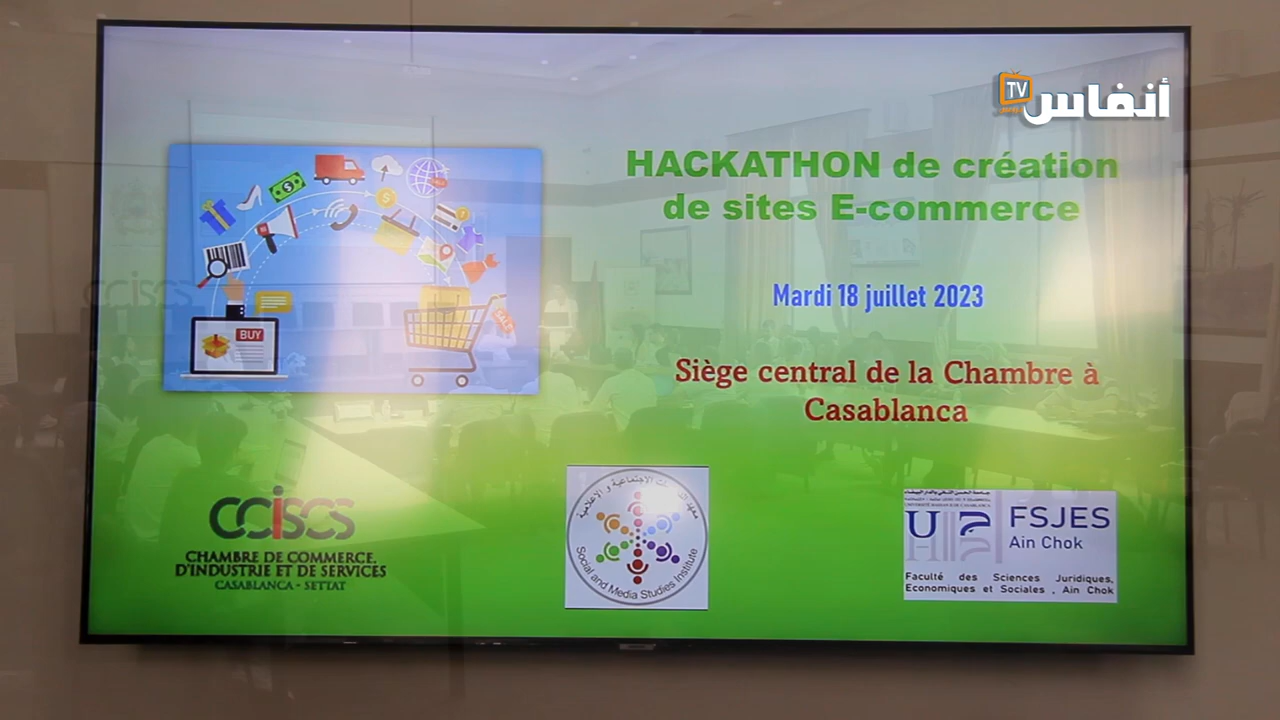 TV
أنفاس
HACKATHON de création
de sites E-commerce
Mardi 18 juillet 2023
Siège central de la Chambre à
Casablanca
BUY
CCISCS
CHAMBRE DE COMMERCE,
D'INDUSTRIE ET DE SERVICES
CASABLANCA - SETTAT
Social and Media Studies Institute
FSJES
Ain Chok
Faculté des Sciences Juridiques,
Economiques et Sociales , Ain Chok